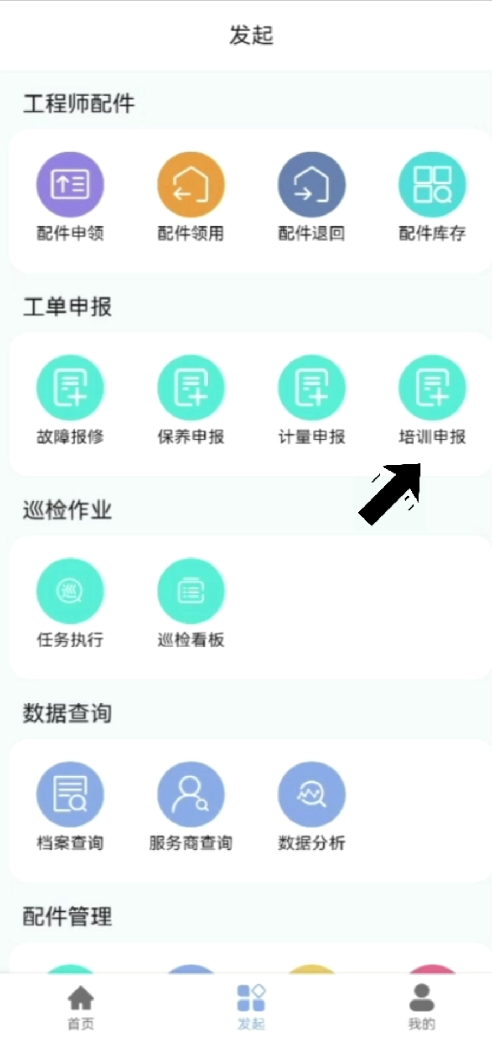 发起
工程师配件
配件申领 配件领用 配件退回 配件库存
工单申报
故障报修 保养申报 计量申报 培训申报
巡检作业
巡
任务执行 巡检看板
数据查询
档案查询 服务商查询 数据分析
配件管理
首页 发起 我的